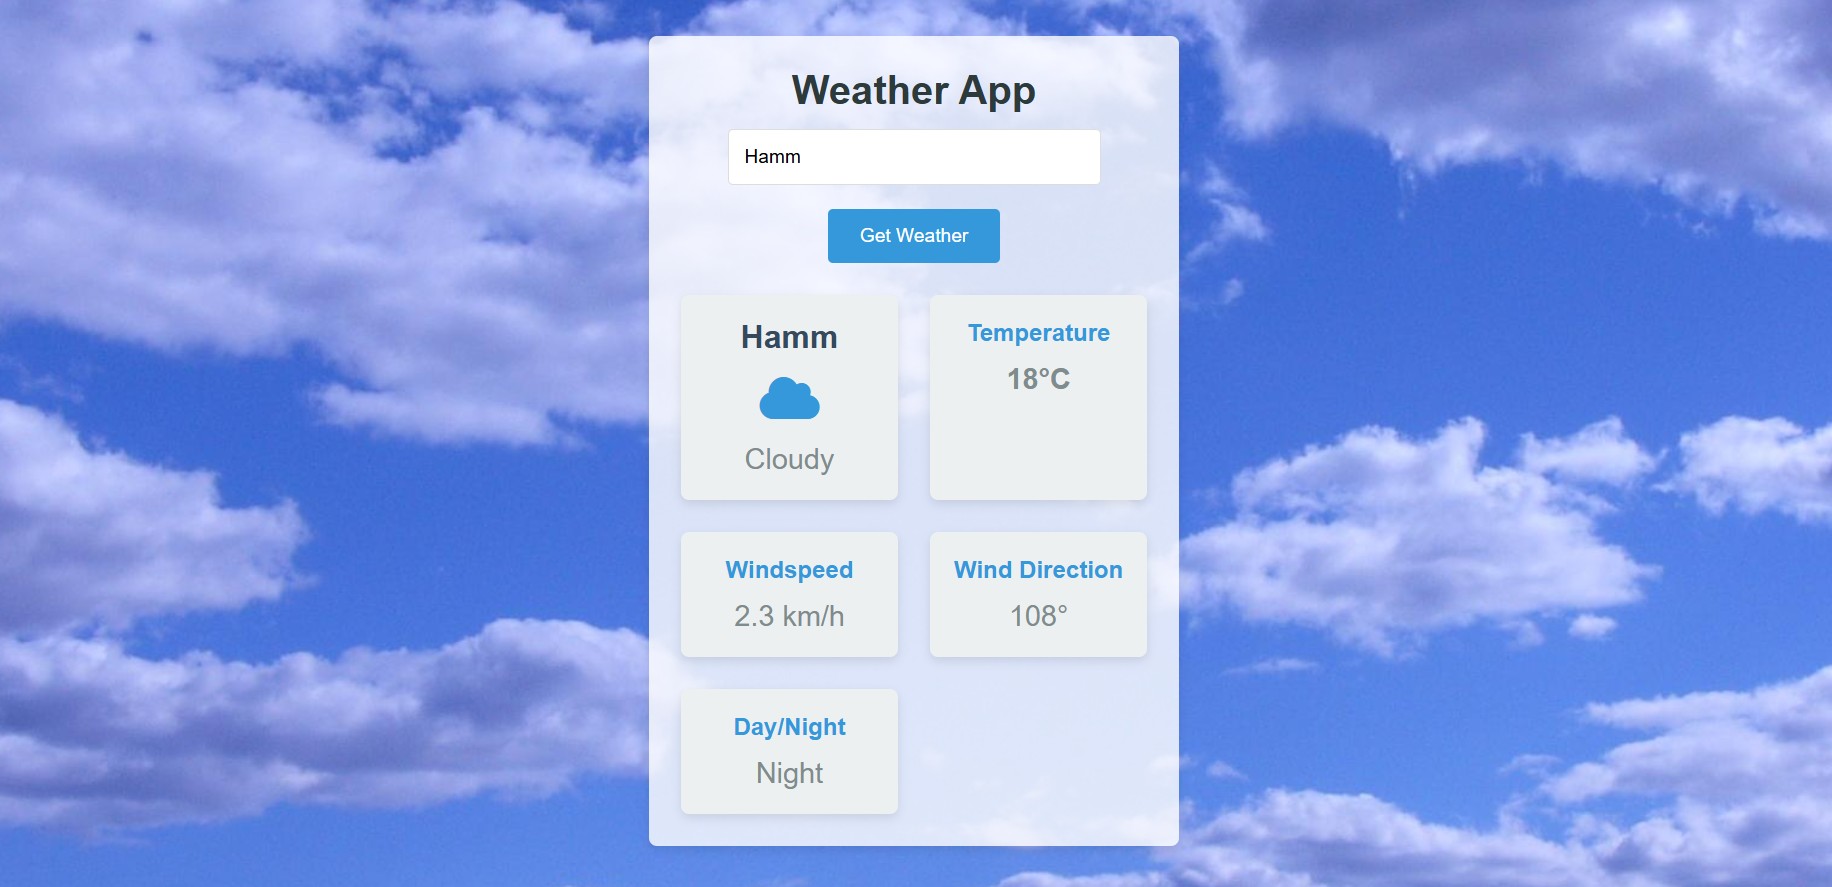 Weather App
Hamm
Get Weather
Hamm
Cloudy
Temperature
18°C
Windspeed
2.3 km/h
Wind Direction
108°
Day/Night
Night